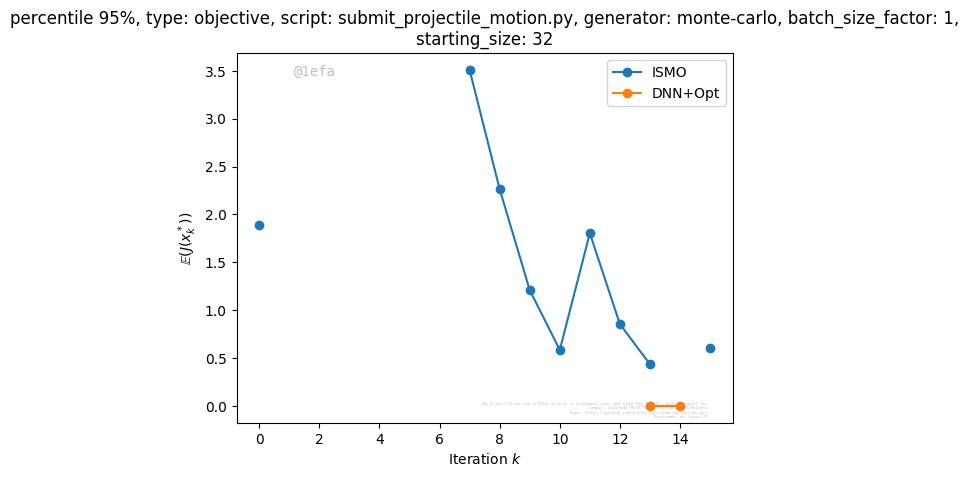 percentile 95%, type: objective, script: submit_projectile_motion.py, generator: monte-carlo, batch_size_factor: 1,
starting_size: 32
@1efa
ISMO
DNN+Opt
3.5
3.0
2.5
2.0
1.5
1.0
0.5
0.0
𝔼(J(x_k^*))
0 2 4 6 8 10 12 14
Iteration k